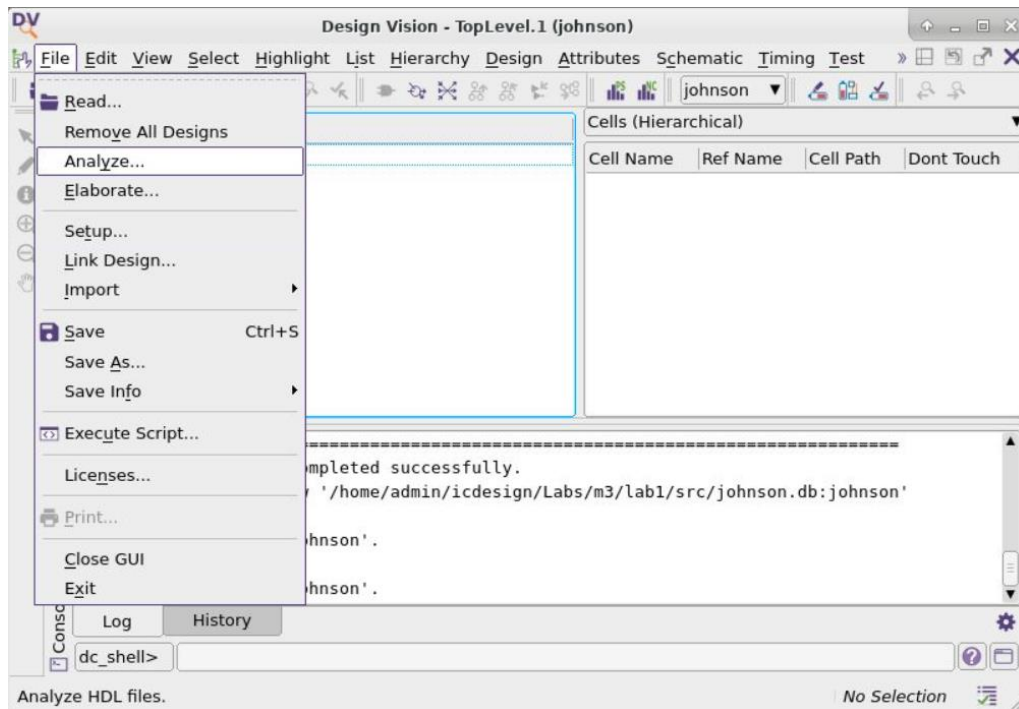 DV
Design Vision - TopLevel.1 (johnson)
File Edit View Select Highlight List Hierarchy Design Attributes Schematic Timing Test »
johnson
Read...
Remove All Designs
Analyze...
Elaborate...
Setup...
Link Design...
Import
Save Ctrl+S
Save As...
Save Info
Execute Script...
Licenses...
Print...
Close GUI
Exit
Cells (Hierarchical)
Cell Name Ref Name Cell Path Dont Touch
================================================================
mpleted successfully.
'/home/admin/icdesign/Labs/m3/lab1/src/johnson.db:johnson'
hnson'.
hnson'.
Log History
Conso
dc_shell>
Analyze HDL files. No Selection